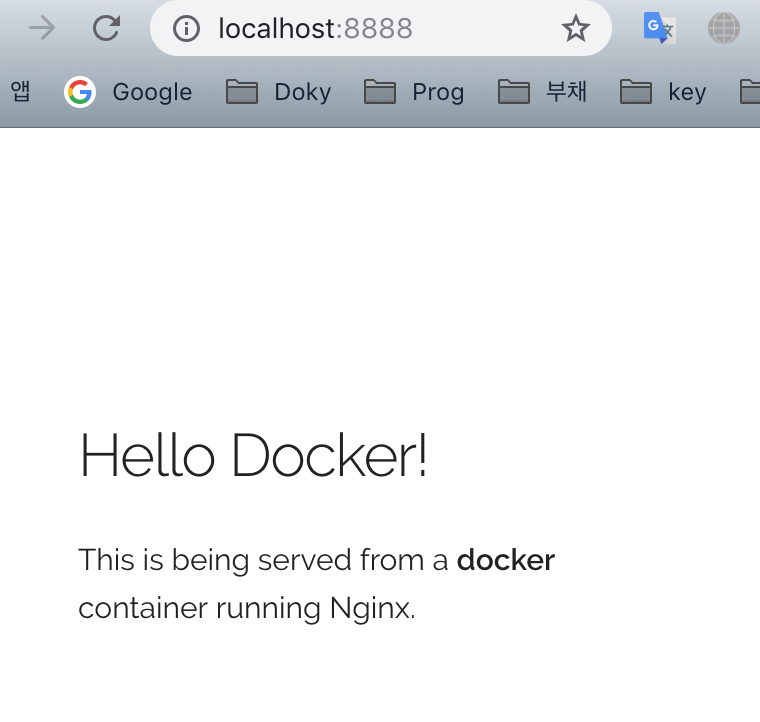 localhost:8888
앱 Google Doky Prog 부채 key
Hello Docker!
This is being served from a docker
container running Nginx.